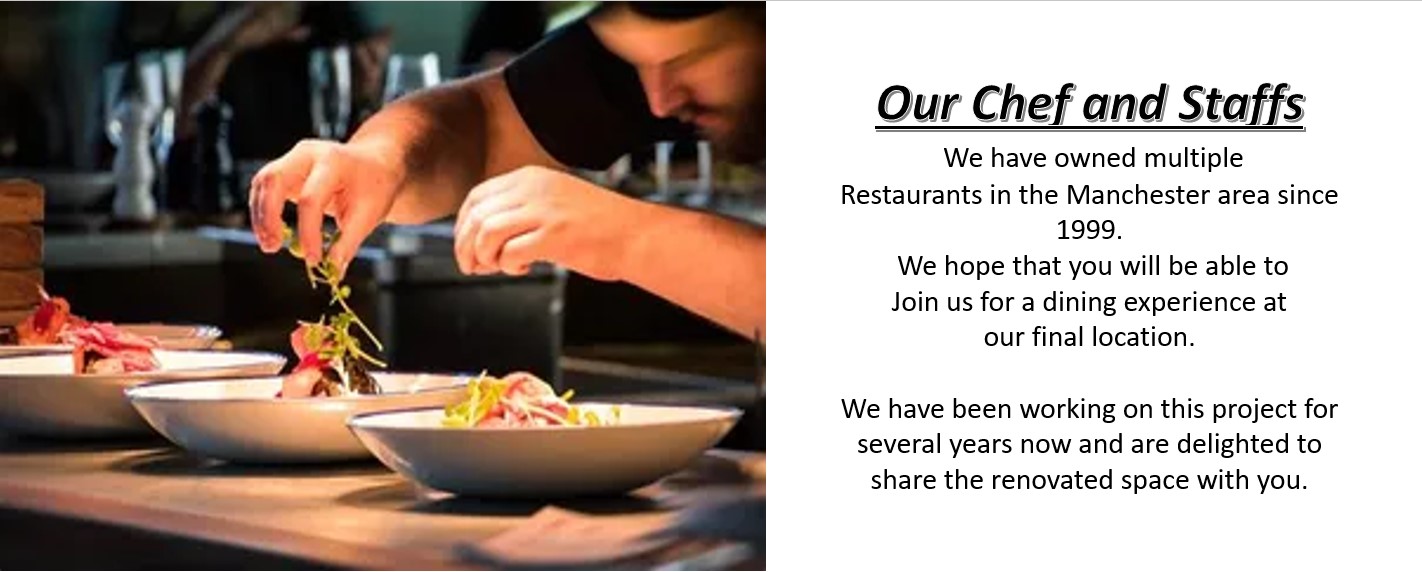 Our Chef and Staffs
We have owned multiple
Restaurants in the Manchester area since
1999.
We hope that you will be able to
Join us for a dining experience at
our final location.
We have been working on this project for
several years now and are delighted to
share the renovated space with you.